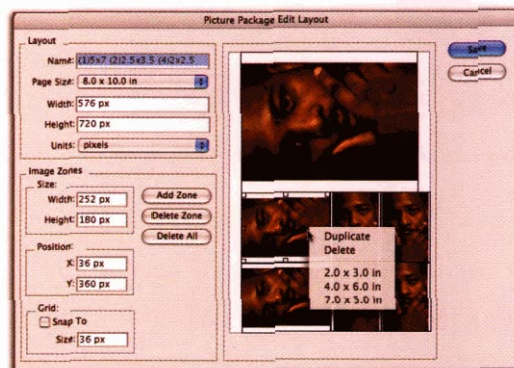 Picture Package Edit Layout
Layout
Name: (1)5x7 (2)2.5x3.5 (4)2x2.5
Page Size: 8.0 x 10.0 in
Width: 576 px
Height: 720 px
Units: pixels
Image Zones
Size:
Width: 252 px
Height: 180 px
Add Zone
Delete Zone
Delete All
Position:
X: 36 px
Y: 360 px
Grid:
Snap To
Size: 36 px
Duplicate
Delete
2.0 x 3.0 in
4.0 x 6.0 in
7.0 x 5.0 in
Save
Cancel